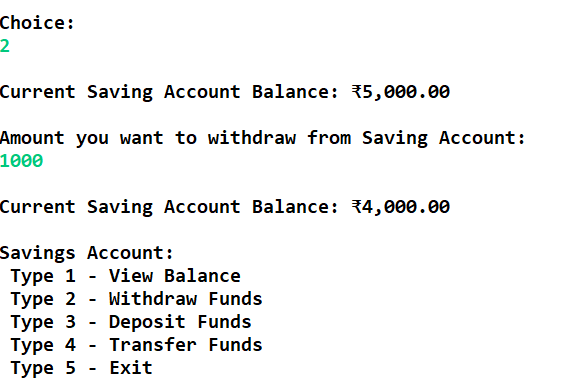 Choice:
2
Current Saving Account Balance: ₹5,000.00
Amount you want to withdraw from Saving Account:
1000
Current Saving Account Balance: ₹4,000.00
Savings Account:
Type 1 - View Balance
Type 2 - Withdraw Funds
Type 3 - Deposit Funds
Type 4 - Transfer Funds
Type 5 - Exit